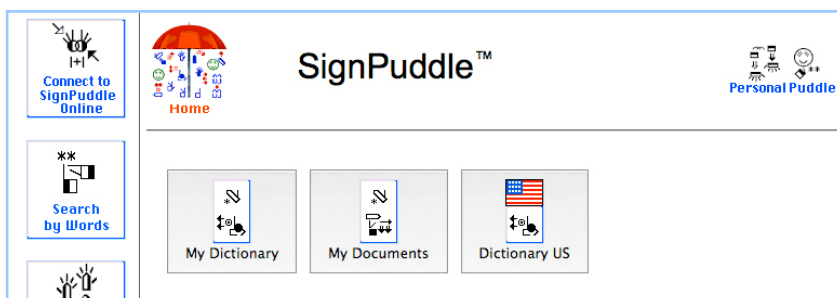 Connect to
SignPuddle
Online
Home
SignPuddle™
Personal Puddle
Search
by Words
My Dictionary
My Documents
Dictionary US